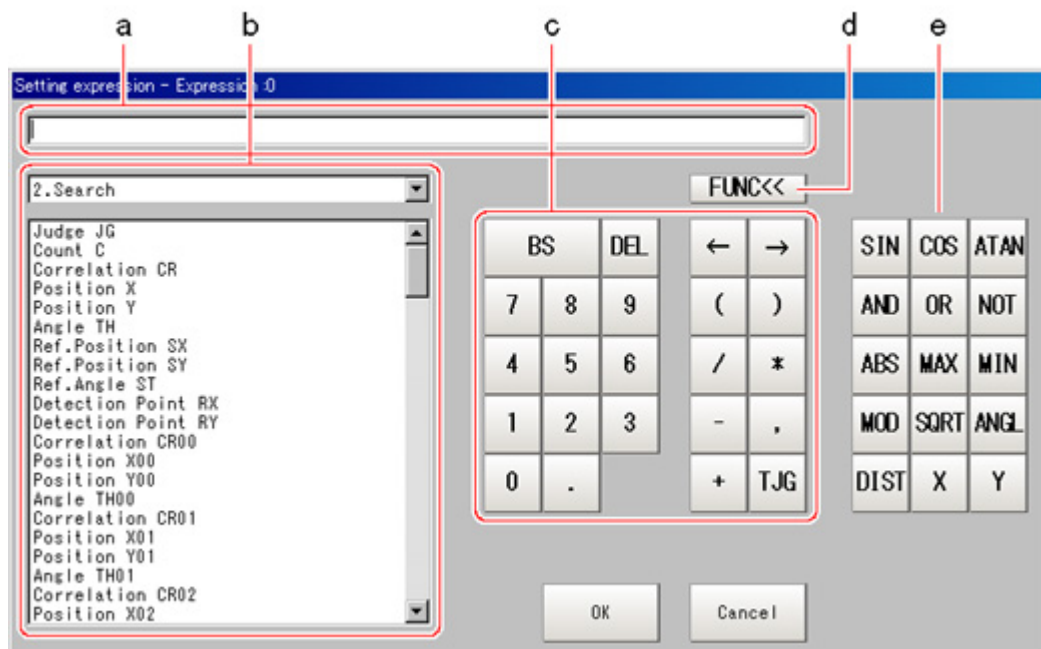 a b c d e
Setting expression - Expression :0
2.Search
FUNC<<
Judge JG
Count C
Correlation CR
Position X
Position Y
Angle TH
Ref.Position SX
Ref.Position SY
Ref.Angle ST
Detection Point RX
Detection Point RY
Correlation CR00
Position X00
Position Y00
Angle TH00
Correlation CR01
Position X01
Position Y01
Angle TH01
Correlation CR02
Position X02
BS DEL ← → SIN COS ATAN
7 8 9 ( ) AND OR NOT
4 5 6 / * ABS MAX MIN
1 2 3 - , MOD SQRT ANGL
0 . + TJG DIST X Y
OK Cancel